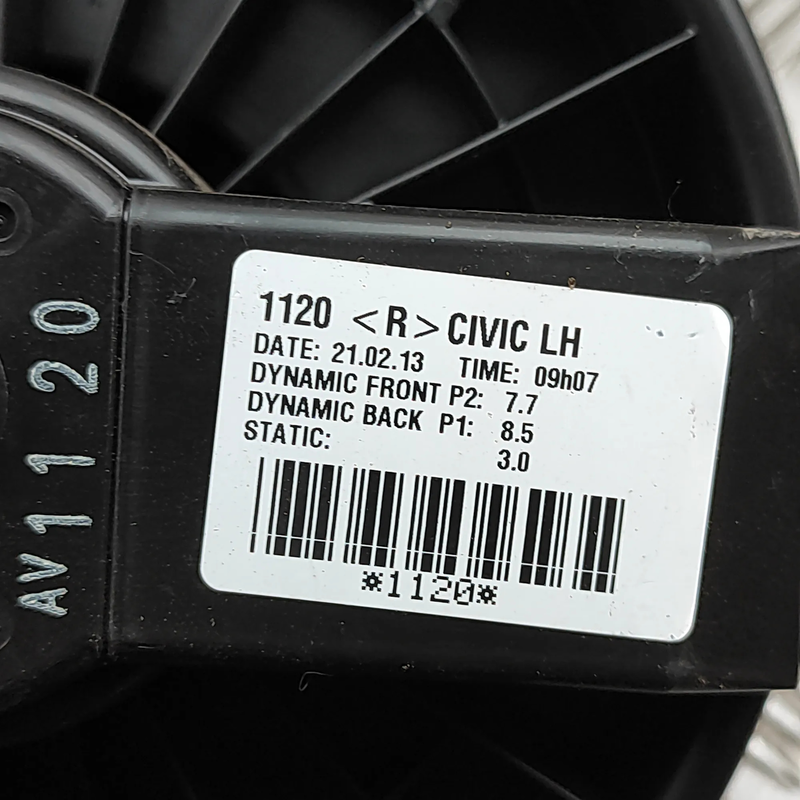 1120 <R> CIVIC LH
DATE: 21.02.13 TIME: 09h07
DYNAMIC FRONT P2: 7.7
DYNAMIC BACK P1: 8.5
STATIC: 3.0
*1120*
AV1120